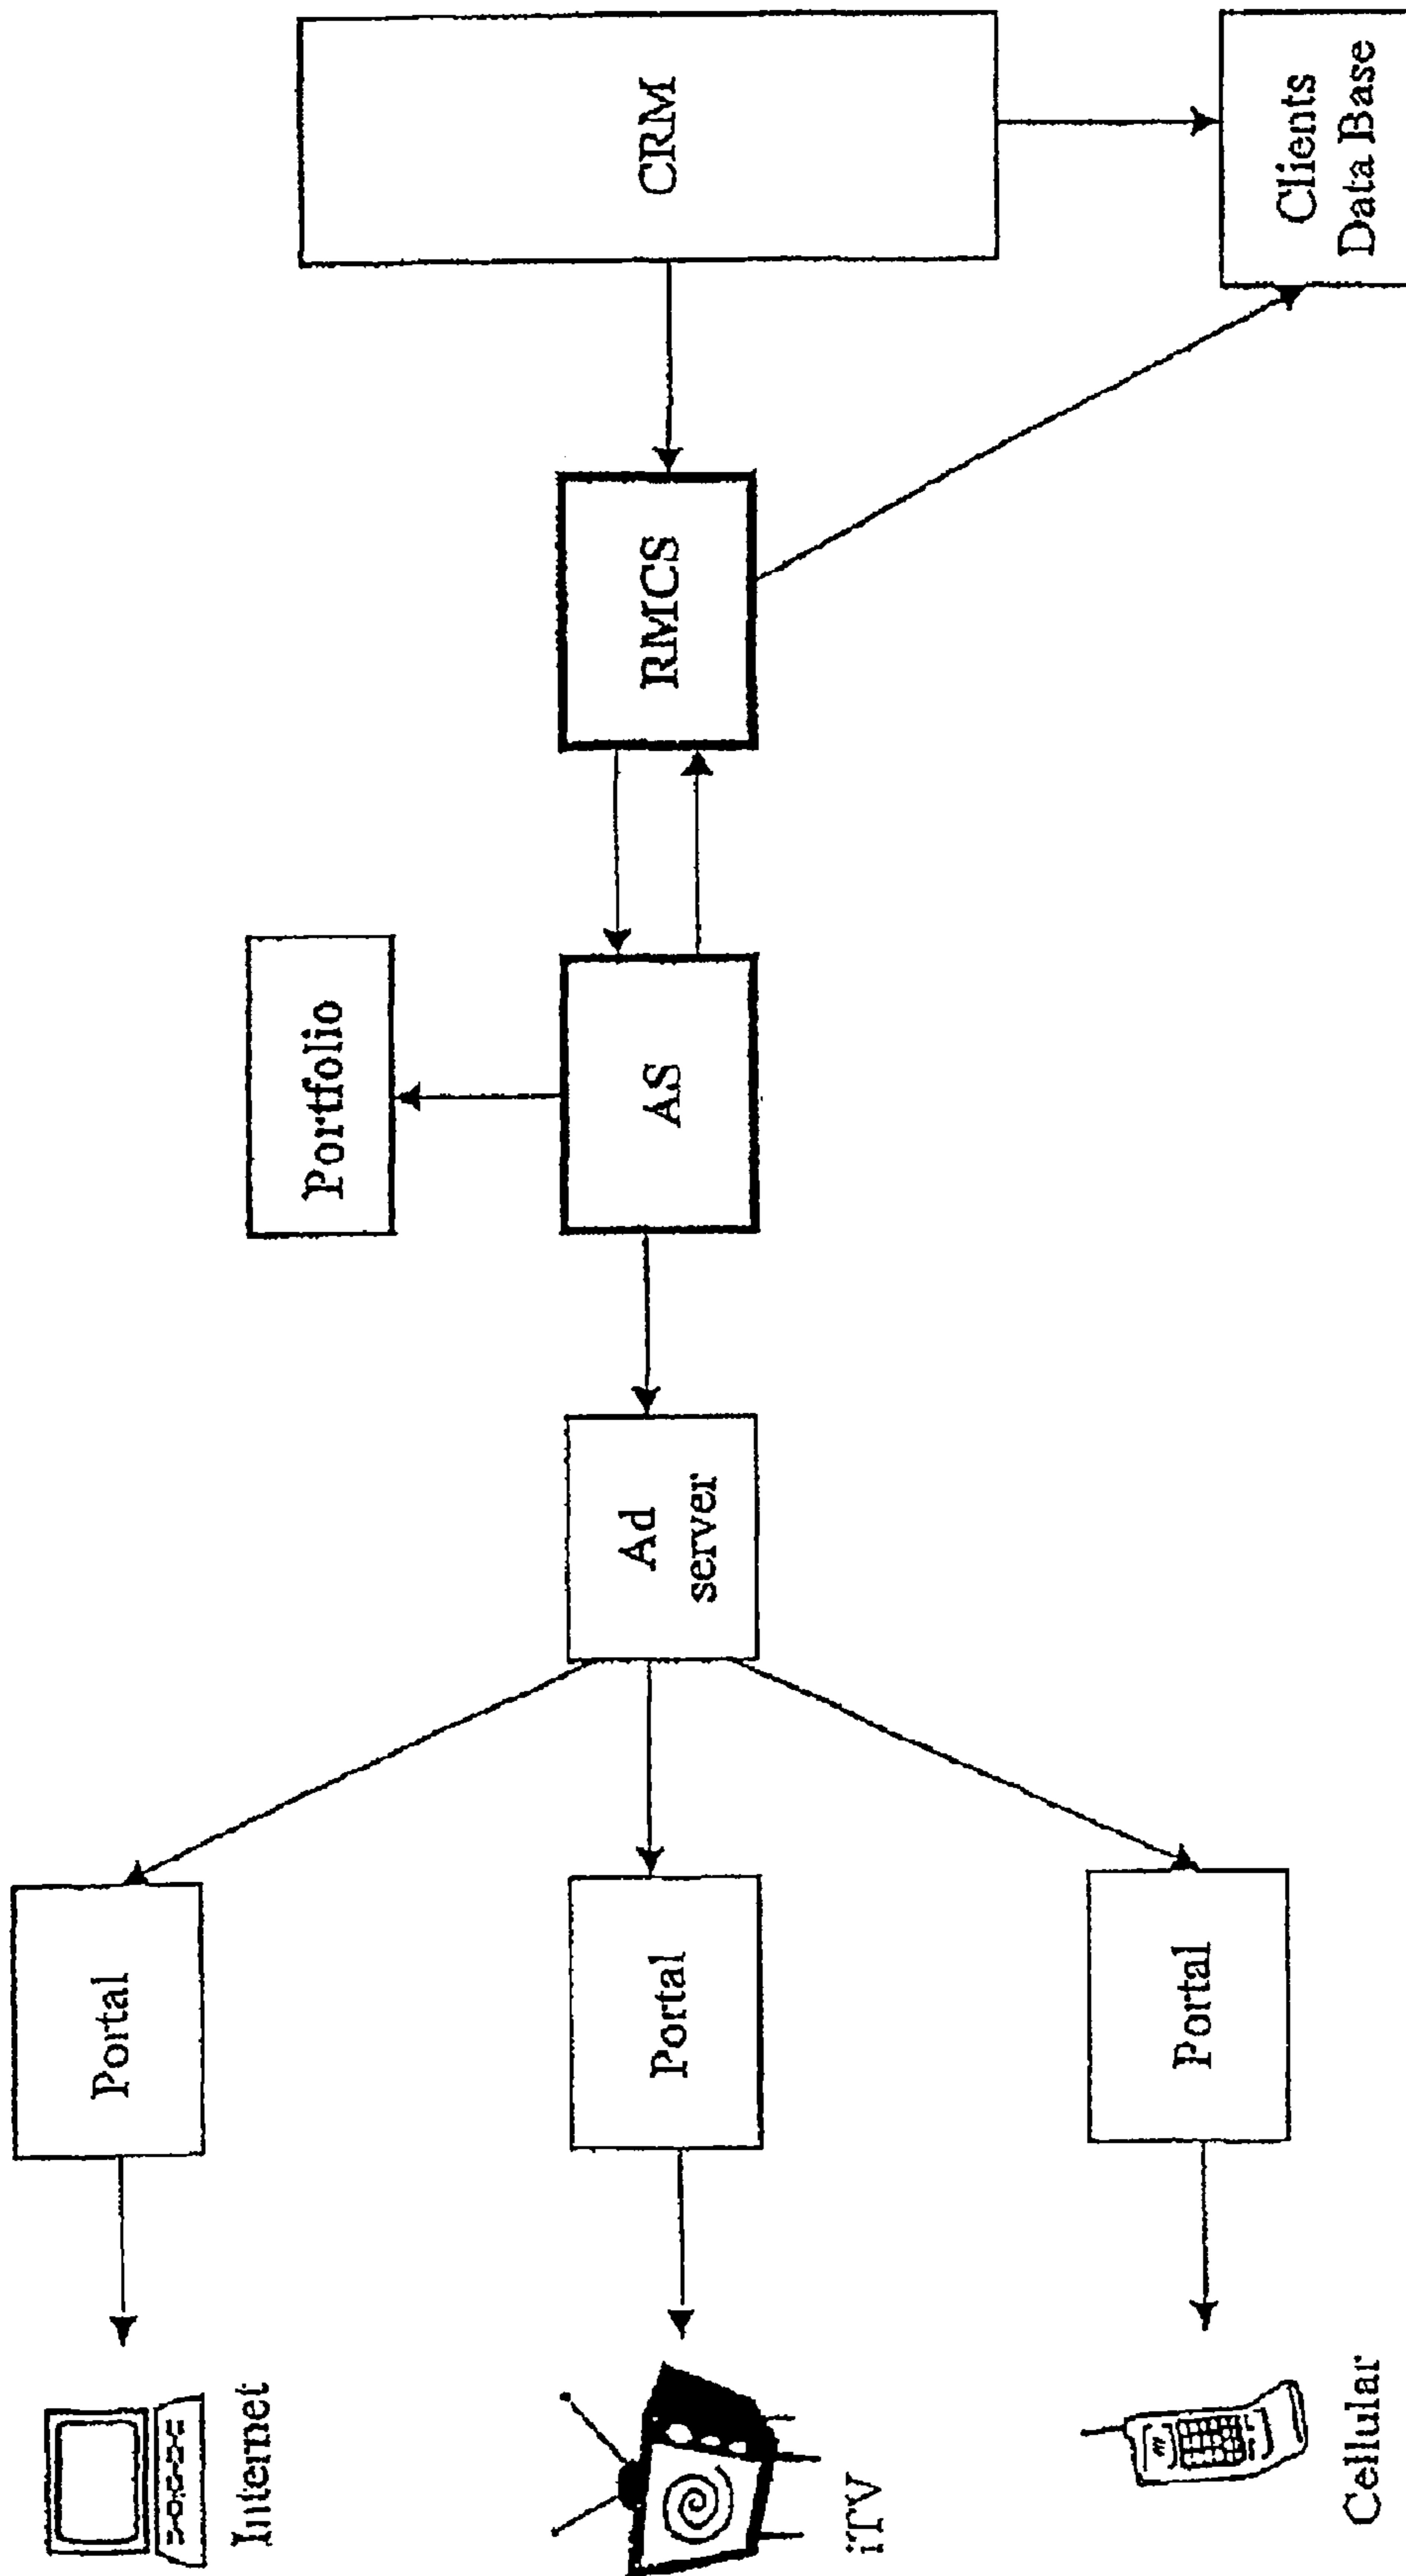 Portal
Internet
Portfolio
Portal
Ad
server
AS
RMCS
CRM
iTV
Portal
Cellular
Clients
Data Base